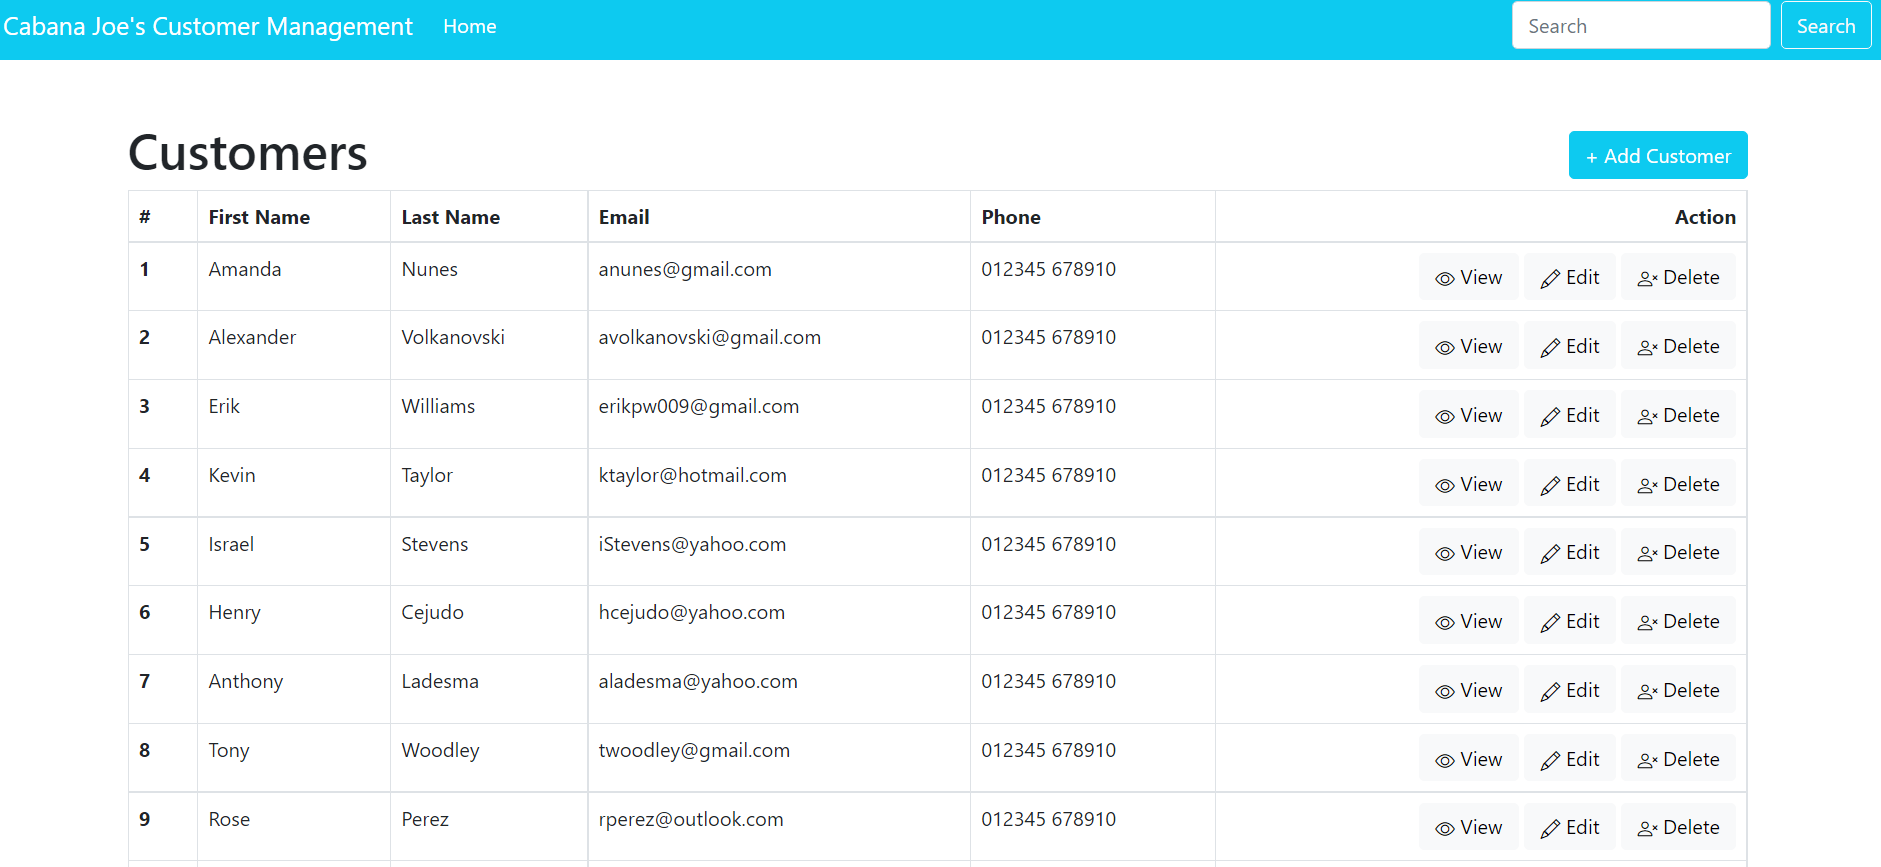 Cabana Joe's Customer Management Home Search Search
Customers + Add Customer
# First Name Last Name Email Phone Action
1 Amanda Nunes anunes@gmail.com 012345 678910 View Edit Delete
2 Alexander Volkanovski avolkanovski@gmail.com 012345 678910 View Edit Delete
3 Erik Williams erikpw009@gmail.com 012345 678910 View Edit Delete
4 Kevin Taylor ktaylor@hotmail.com 012345 678910 View Edit Delete
5 Israel Stevens iStevens@yahoo.com 012345 678910 View Edit Delete
6 Henry Cejudo hcejudo@yahoo.com 012345 678910 View Edit Delete
7 Anthony Ladesma aladesma@yahoo.com 012345 678910 View Edit Delete
8 Tony Woodley twoodley@gmail.com 012345 678910 View Edit Delete
9 Rose Perez rperez@outlook.com 012345 678910 View Edit Delete